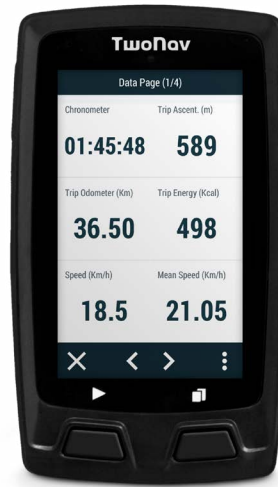 TwoNav
Data Page (1/4)
Chronometer
Trip Ascent. (m)
01:45:48
589
Trip Odometer (Km)
Trip Energy (Kcal)
36.50
498
Speed (Km/h)
Mean Speed (Km/h)
18.5
21.05